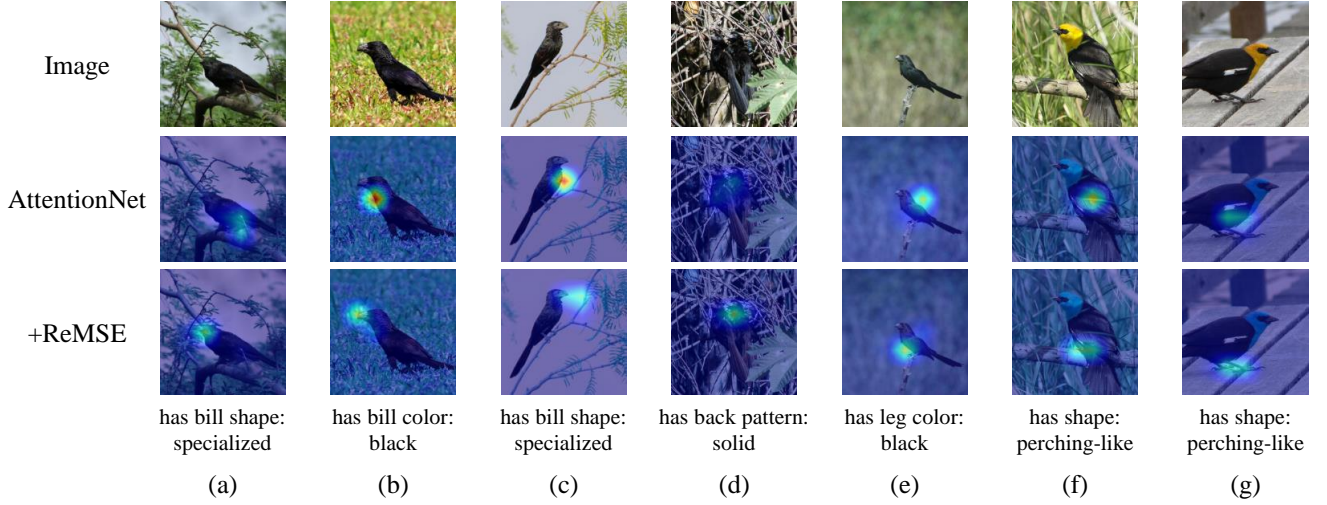 Image
AttentionNet
+ReMSE
has bill shape: specialized
has bill color: black
has bill shape: specialized
has back pattern: solid
has leg color: black
has shape: perching-like
has shape: perching-like
(a) (b) (c) (d) (e) (f) (g)